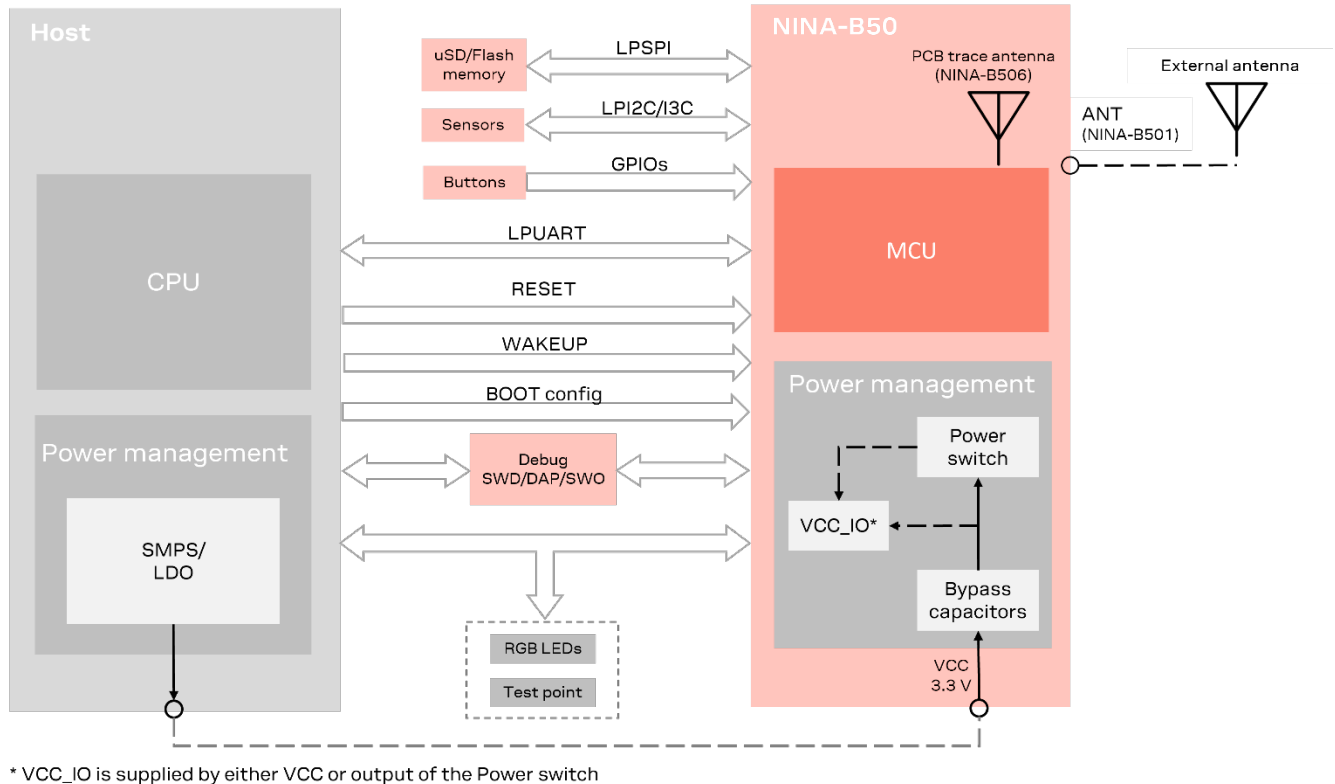 Host
NINA-B50
uSD/Flash
memory
LPSPI
PCB trace antenna
(NINA-B506)
External antenna
Sensors
LPI2C/I3C
ANT
(NINA-B501)
Buttons
GPIOs
CPU
LPUART
MCU
RESET
WAKEUP
BOOT config
Power management
Power management
Debug
SWD/DAP/SWO
Power
switch
VCC_IO*
SMPS/
LDO
Bypass
capacitors
RGB LEDs
Test point
VCC
3.3 V
* VCC_IO is supplied by either VCC or output of the Power switch